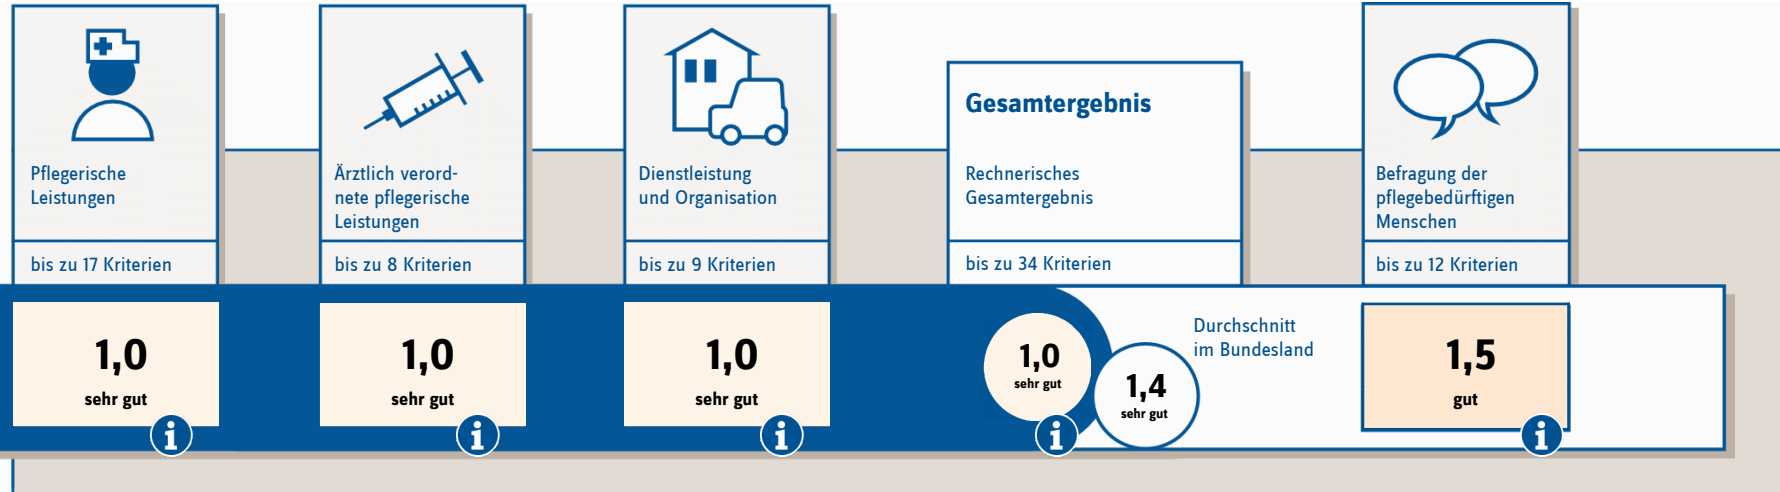 Pflegerische
Leistungen
bis zu 17 Kriterien
1,0
sehr gut
i
Ärztlich verord-
nete pflegerische
Leistungen
bis zu 8 Kriterien
1,0
sehr gut
i
Dienstleistung
und Organisation
bis zu 9 Kriterien
1,0
sehr gut
i
Gesamtergebnis
Rechnerisches
Gesamtergebnis
bis zu 34 Kriterien
1,0
sehr gut
i
1,4
sehr gut
Durchschnitt
im Bundesland
Befragung der
pflegebedürftigen
Menschen
bis zu 12 Kriterien
1,5
gut
i